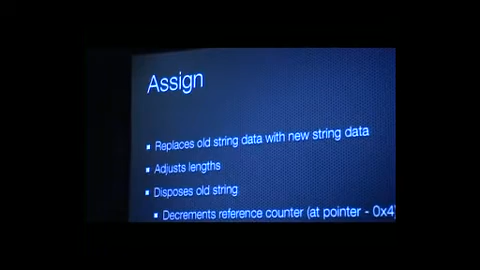 Assign
Replaces old string data with new string data
Adjusts lengths
Disposes old string
Decrements reference counter (at pointer - 0x4)